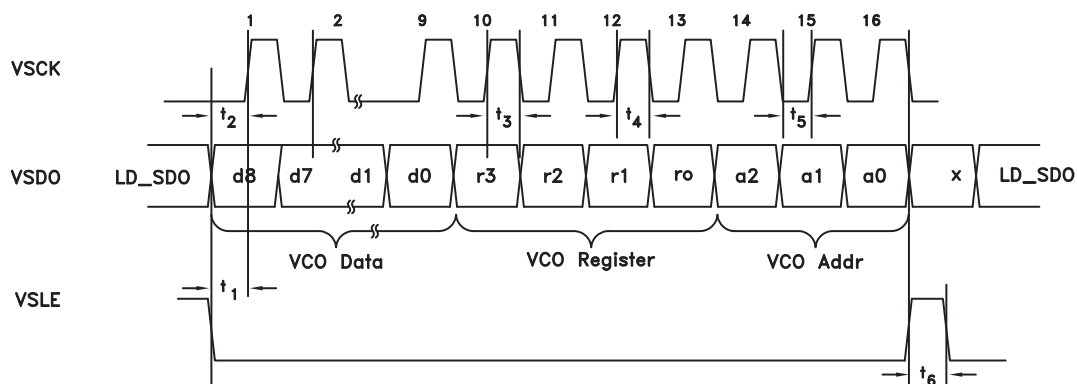 1 2 9 10 11 12 13 14 15 16
VSCK
t2 t3 t4 t5
VSDO LD_SDO d8 d7 d1 d0 r3 r2 r1 ro a2 a1 a0 x LD_SDO
VCO Data VCO Register VCO Addr
t1
VSLE
t6